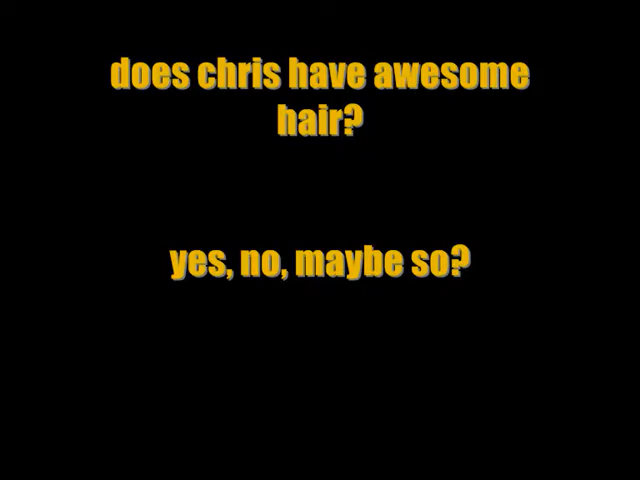 does chris have awesome
hair?
yes, no, maybe so?